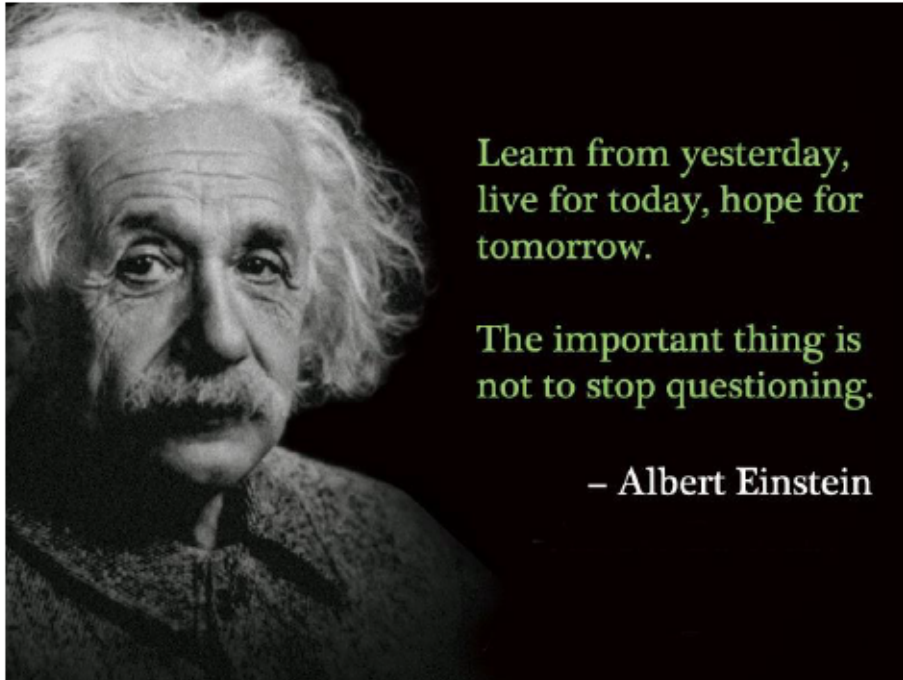 Learn from yesterday,
live for today, hope for
tomorrow.
The important thing is
not to stop questioning.
– Albert Einstein